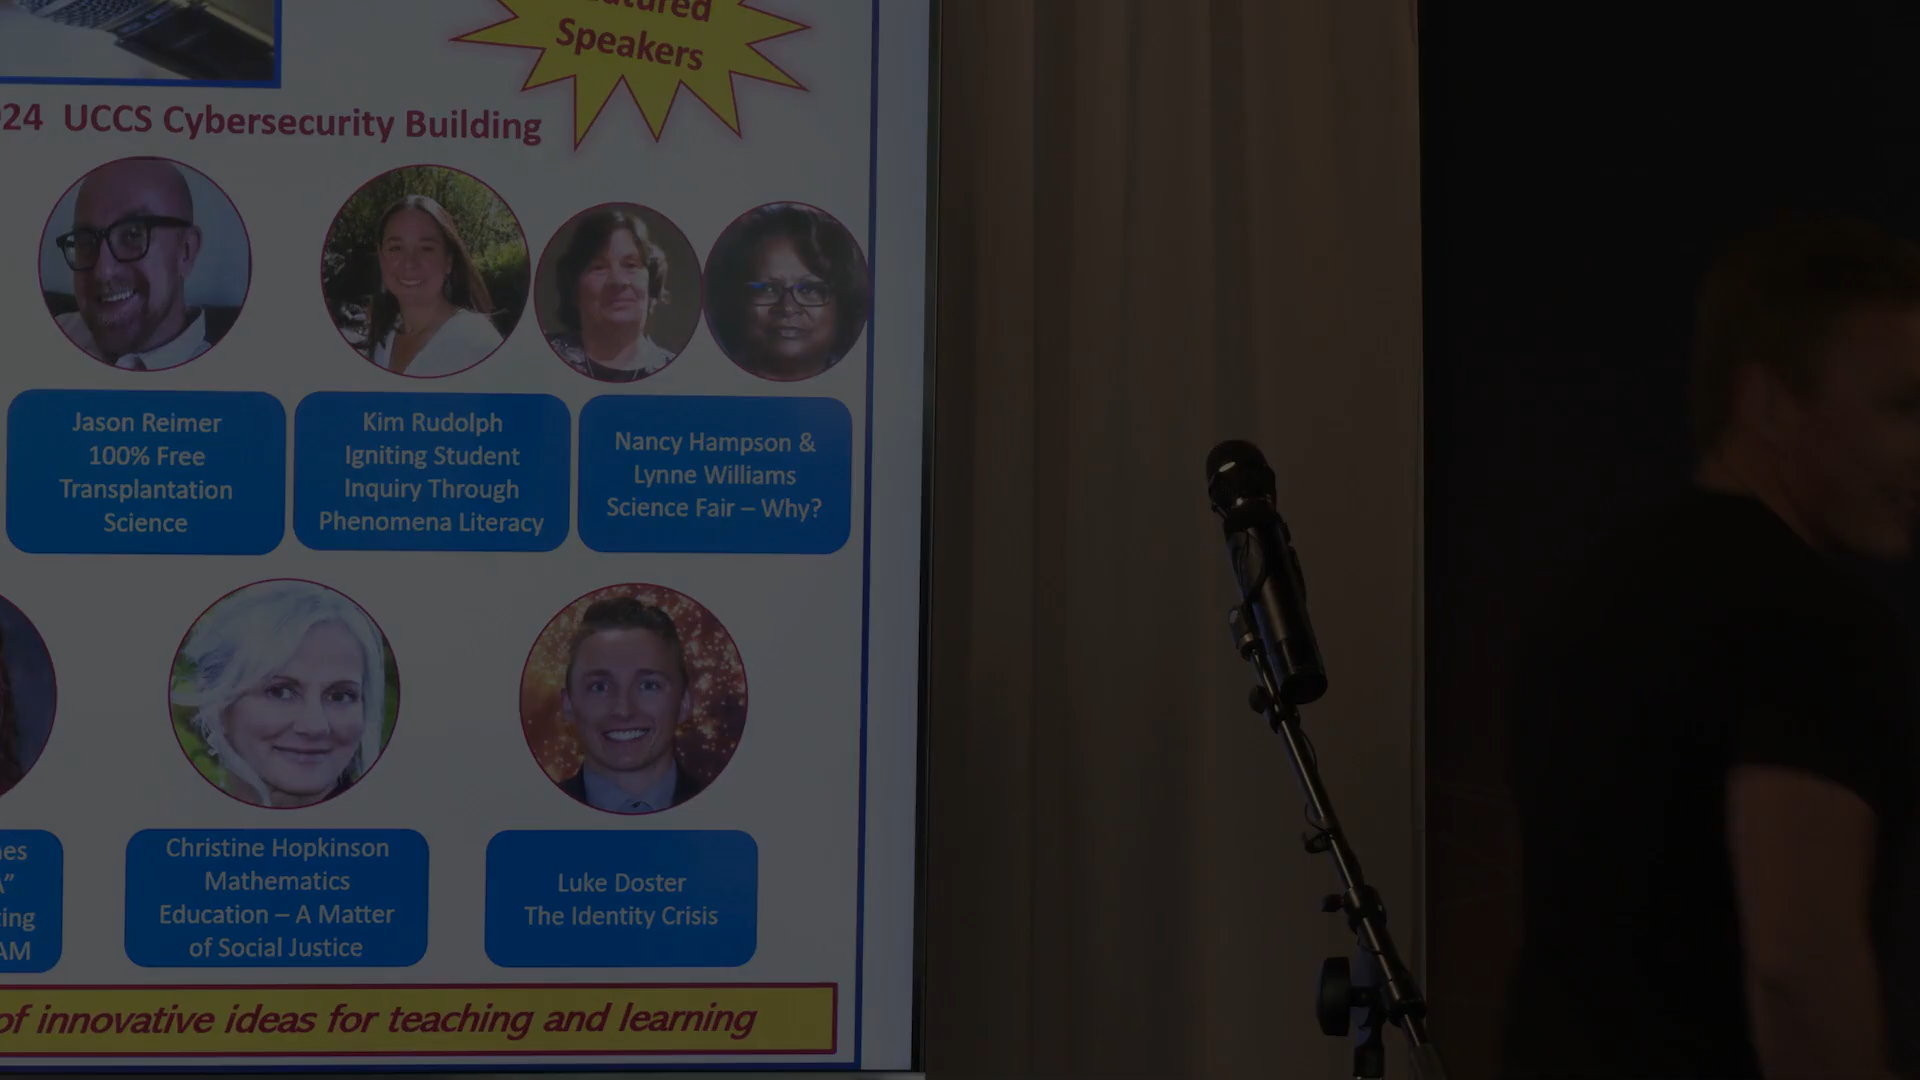 Speakers
24 UCCS Cybersecurity Building
Jason Reimer
100% Free
Transplantation
Science
Kim Rudolph
Igniting Student
Inquiry Through
Phenomena Literacy
Nancy Hampson &
Lynne Williams
Science Fair – Why?
Christine Hopkinson
Mathematics
Education – A Matter
of Social Justice
Luke Doster
The Identity Crisis
of innovative ideas for teaching and learning